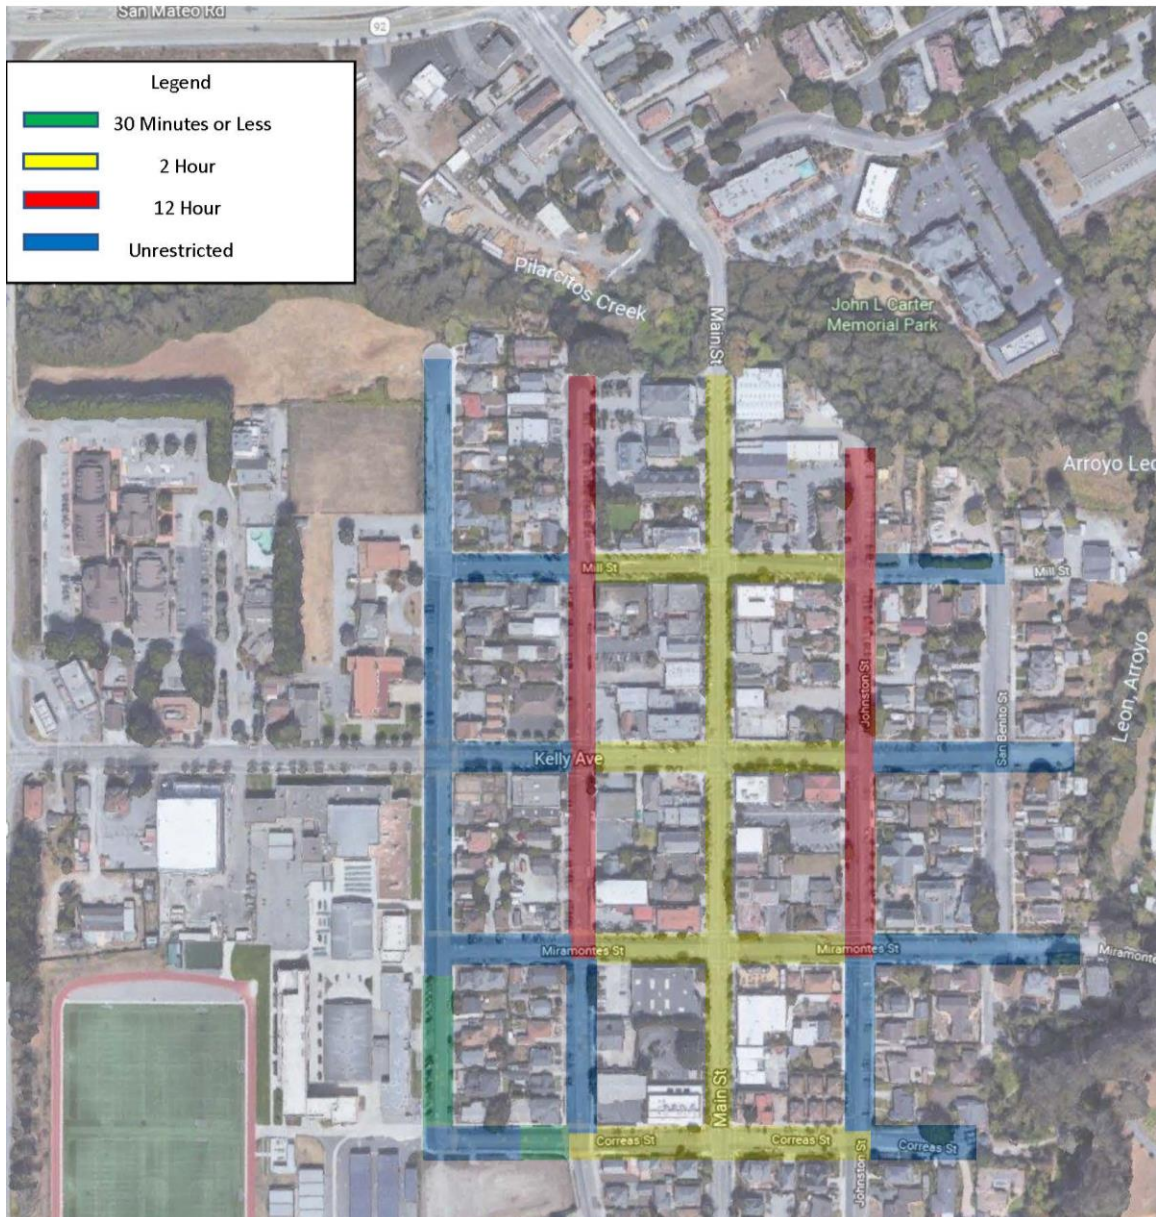 San Mateo Rd
92
Legend
30 Minutes or Less
2 Hour
12 Hour
Unrestricted
Pilarcitos Creek
Main St
John L Carter
Memorial Park
Arroyo Leo
Mill St
Mill St
Leon, Arroyo
Johnston St
San Benito St
Kelly Ave
Miramontes St
Miramontes St
Miramonte
Main St
Correas St
Correas St
Correas St
Johnston St